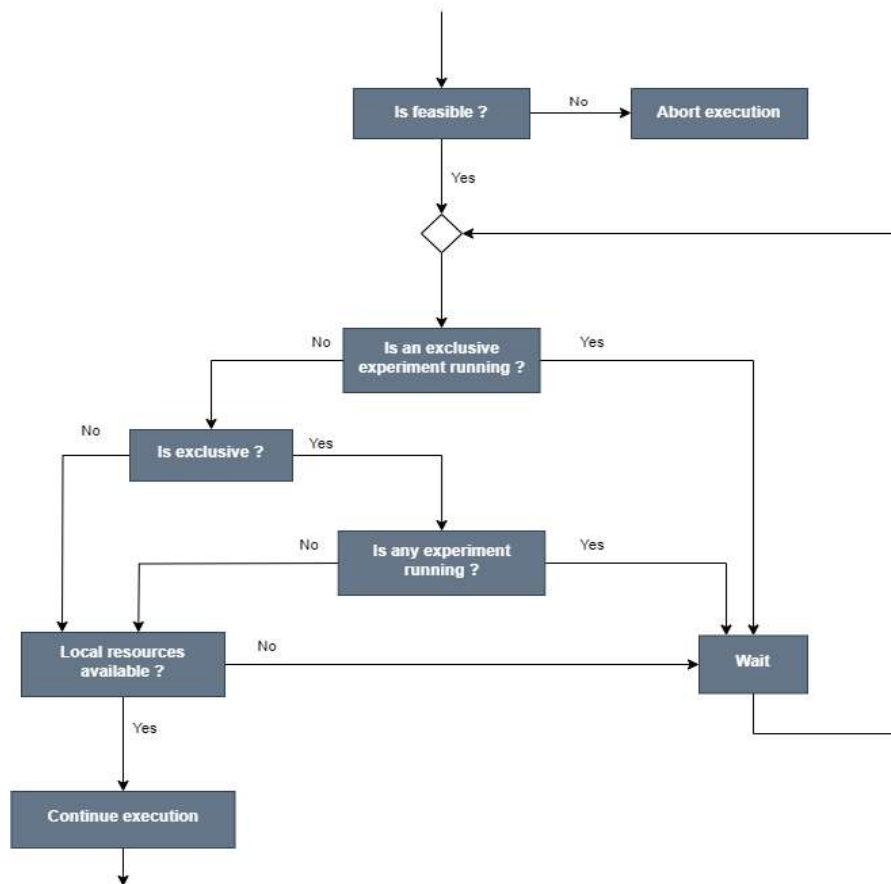 Is feasible ?
No
Abort execution
Yes
Is an exclusive
experiment running ?
No
Yes
Is exclusive ?
No
Yes
Is any experiment
running ?
No
Yes
Local resources
available ?
No
Wait
Yes
Continue execution